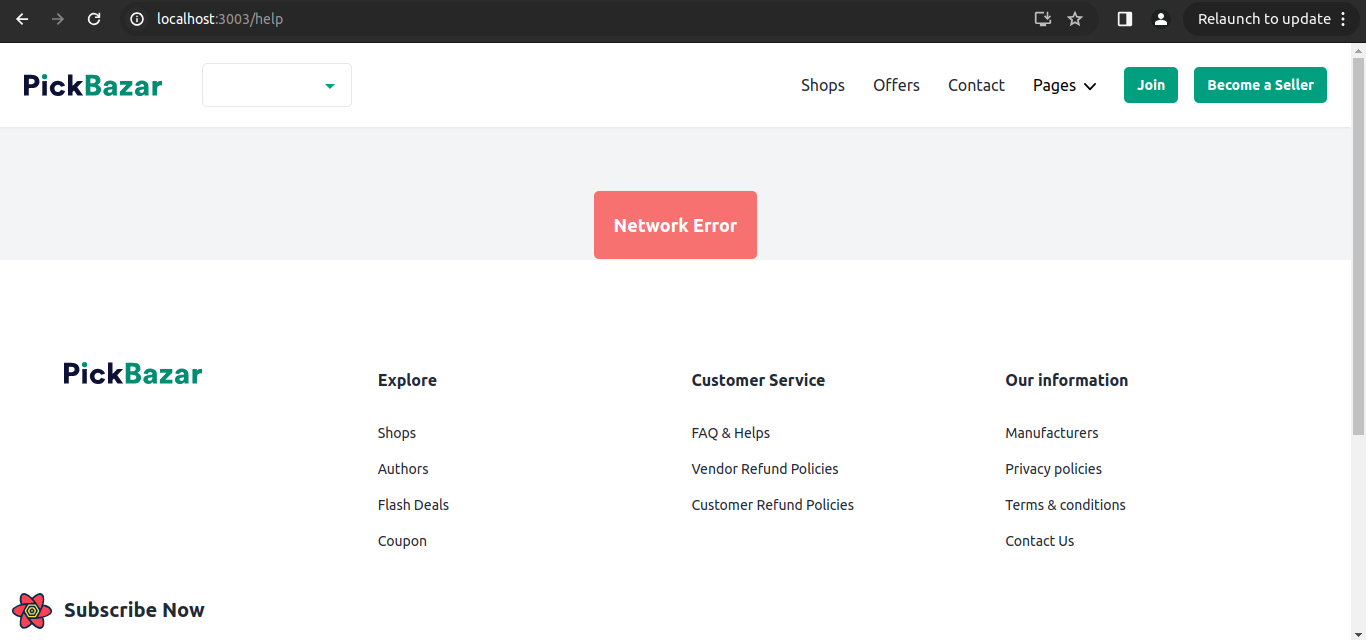 localhost:3003/help
Relaunch to update
PickBazar
Shops Offers Contact Pages Join Become a Seller
Network Error
PickBazar
Explore
Shops
Authors
Flash Deals
Coupon
Customer Service
FAQ & Helps
Vendor Refund Policies
Customer Refund Policies
Our information
Manufacturers
Privacy policies
Terms & conditions
Contact Us
Subscribe Now